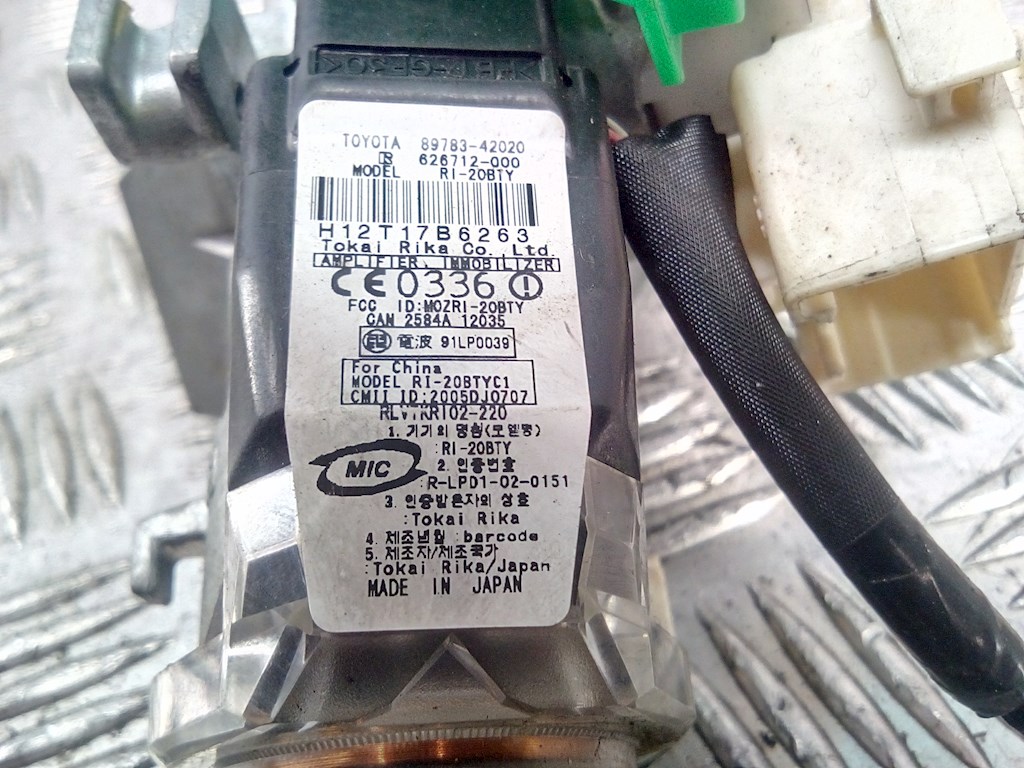 TOYOTA 89783-42020
R 626712-000
MODEL RI-20BTY
H12T17B6263
Tokai Rika Co., Ltd.
AMPLIFIER, IMMOBILIZER
CE0336
FCC ID:MOZRI-20BTY
CAN 2584A 12035
電波 91LP0039
For China
MODEL RI-20BTYC1
CMII ID:2005DJ0707
RLVTKRI02-220
1. 기기의 명칭(모델명)
:RI-20BTY
MIC
2. 인증번호
:R-LPD1-02-0151
3. 인증받은자의 상호
:Tokai Rika
4. 제조년월 : barcode
5. 제조자/제조국가
:Tokai Rika/Japan
MADE IN JAPAN